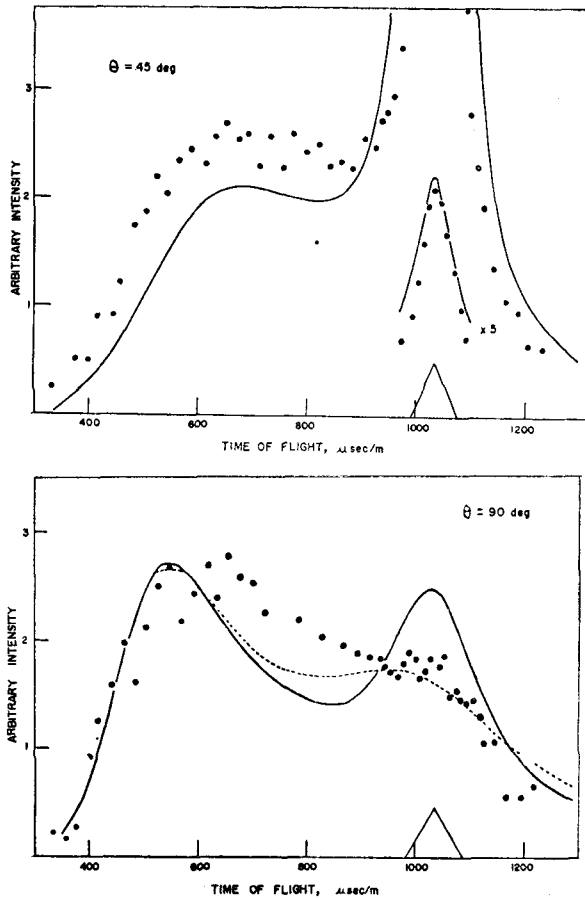 θ = 45 deg
3
2
1
ARBITRARY INTENSITY
x 5
400 600 800 1000 1200
TIME OF FLIGHT, μsec/m
θ = 90 deg
3
2
1
ARBITRARY INTENSITY
400 600 800 1000 1200
TIME OF FLIGHT, μsec/m